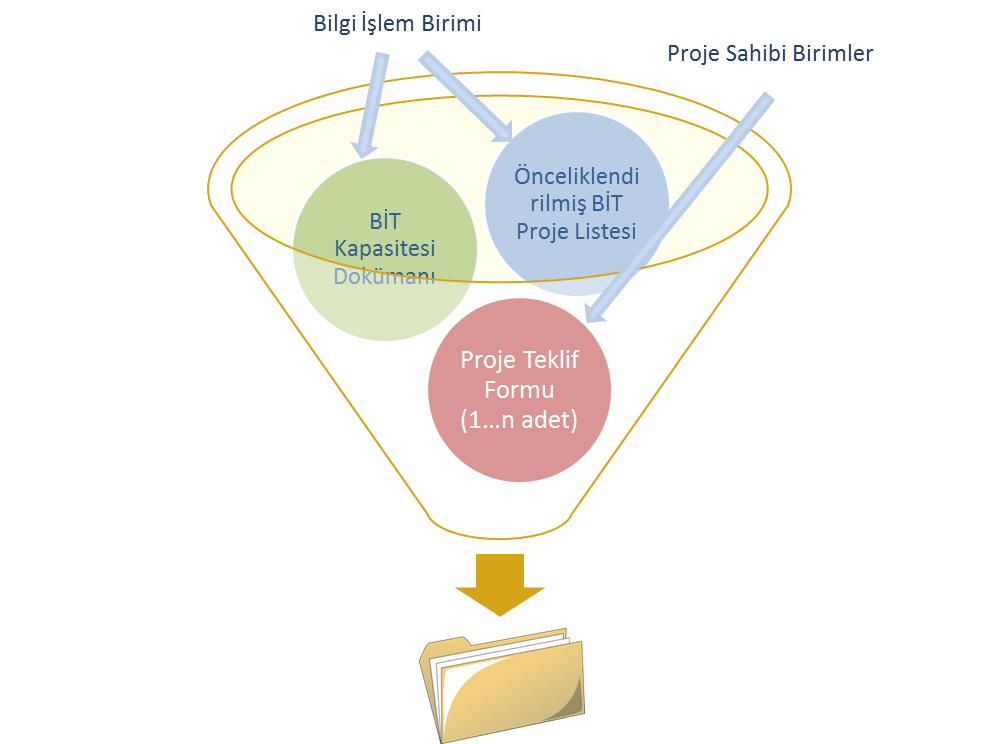 Bilgi İşlem Birimi
Proje Sahibi Birimler
BİT
Kapasitesi
Dokümanı
Önceliklendi
rilmiş BİT
Proje Listesi
Proje Teklif
Formu
(1...n adet)